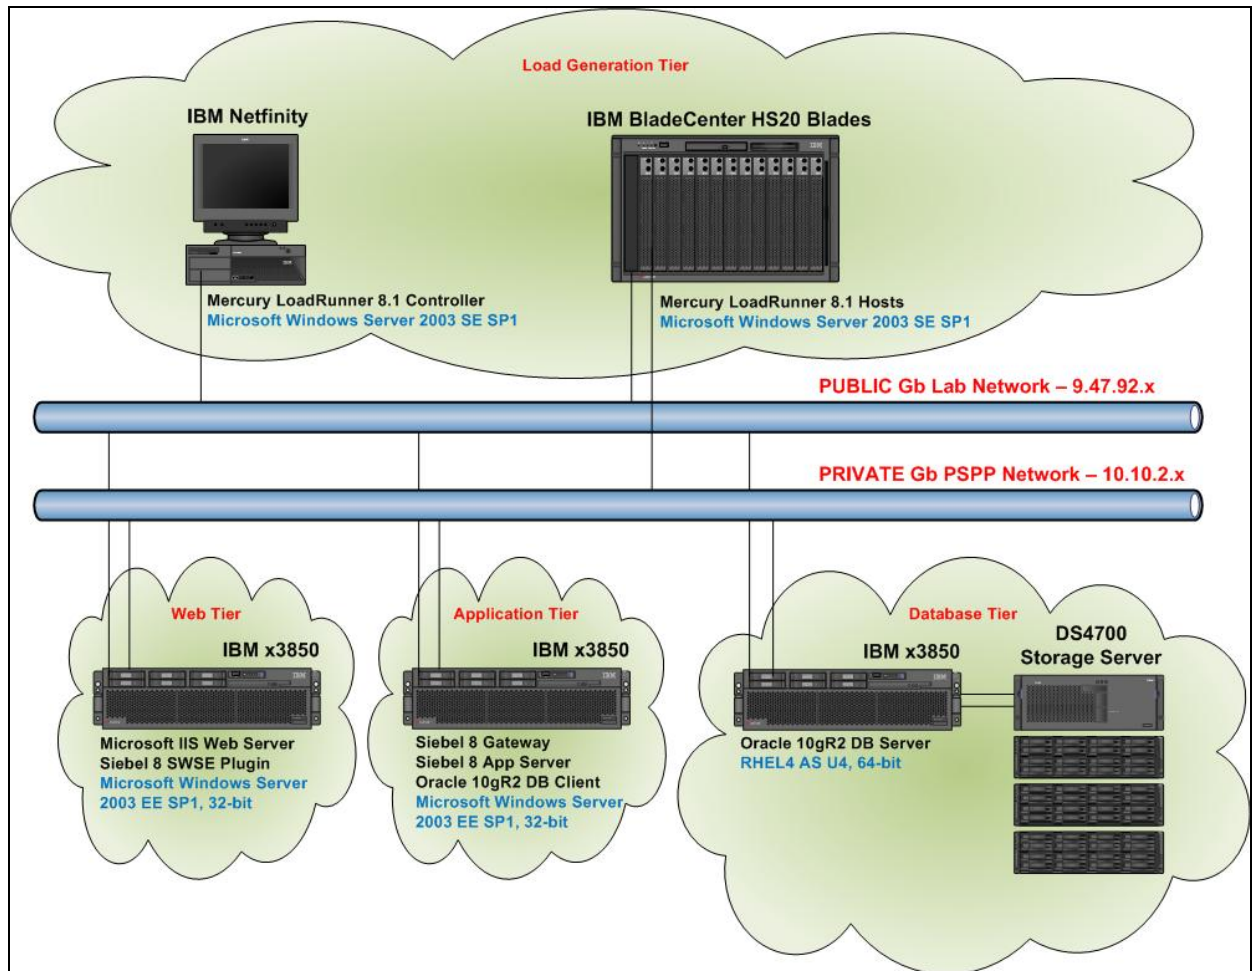 Load Generation Tier
IBM Netfinity
IBM BladeCenter HS20 Blades
Mercury LoadRunner 8.1 Controller
Microsoft Windows Server 2003 SE SP1
Mercury LoadRunner 8.1 Hosts
Microsoft Windows Server 2003 SE SP1
PUBLIC Gb Lab Network – 9.47.92.x
PRIVATE Gb PSPP Network – 10.10.2.x
Web Tier
IBM x3850
Microsoft IIS Web Server
Siebel 8 SWSE Plugin
Microsoft Windows Server
2003 EE SP1, 32-bit
Application Tier
IBM x3850
Siebel 8 Gateway
Siebel 8 App Server
Oracle 10gR2 DB Client
Microsoft Windows Server
2003 EE SP1, 32-bit
Database Tier
IBM x3850
DS4700
Storage Server
Oracle 10gR2 DB Server
RHEL4 AS U4, 64-bit